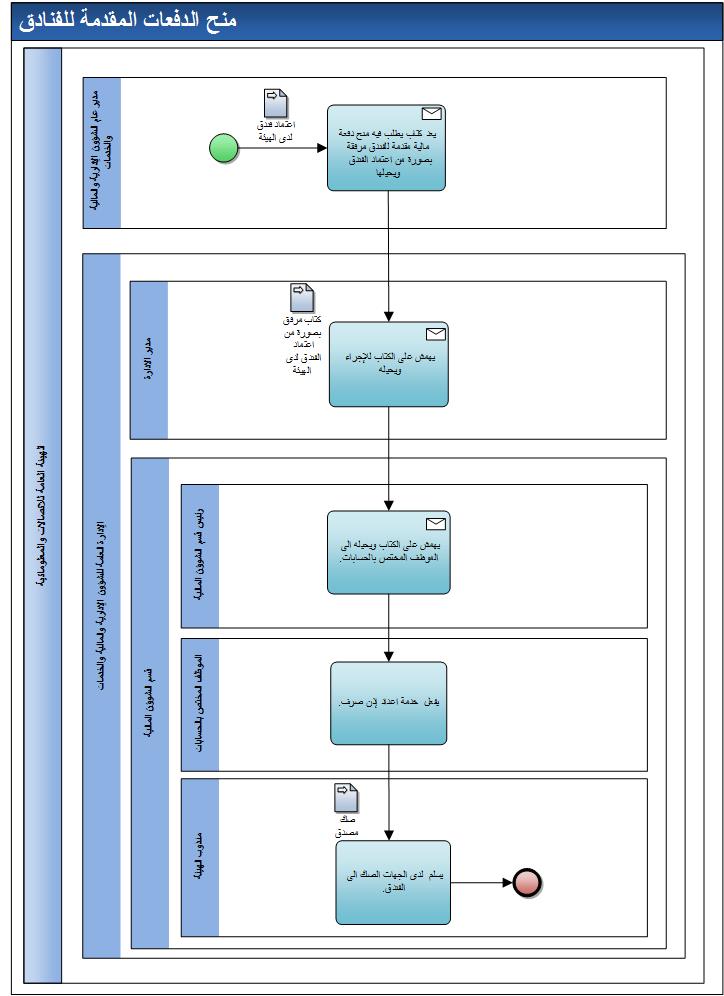 منح الدفعات المقدمة للفنادق
مدير عام الشؤون الإدارية والمالية
والخدمات
اعتماد فندق
لدى الهيئة
يعد كتاب يطلب فيه منح دفعة
مالية مقدمة للفندق مرفقة
بصورة من اعتماد الفندق
ويحيلها
الهيئة العامة للاتصالات والمعلوماتية
الإدارة العامة للشؤون الإدارية والمالية والخدمات
مدير الادارة
كتاب مرفق
بصورة من
اعتماد
الفندق لدى
الهيئة
يهمش على الكتاب للإجراء
ويحيله
قسم الشؤون المالية
رئيس قسم الشؤون المالية
يهمش على الكتاب ويحيله الى
الموظف المختص بالحسابات.
الموظف المختص بالحسابات
يفعل خدمة اعداد إذن صرف.
مندوب الهيئة
صك
مصدق
يسلم لدى الجهات الصك الى
الفندق.